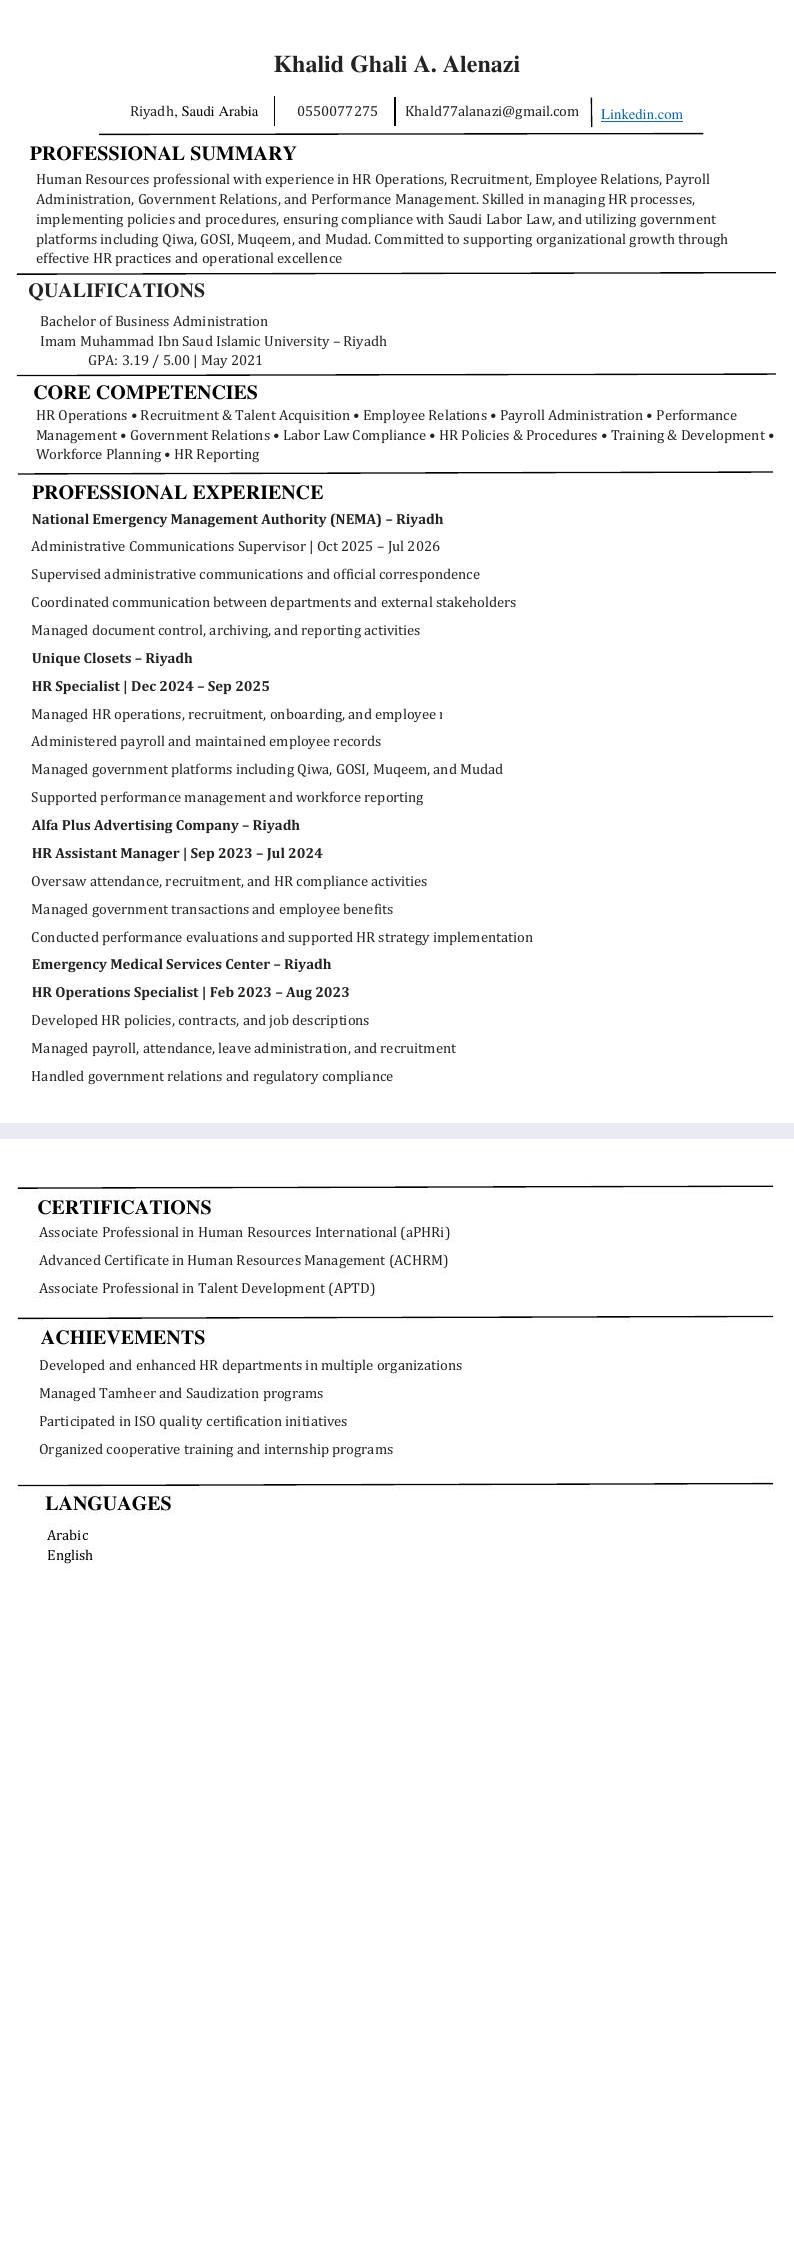 Khalid Ghali A. Alenazi
Riyadh, Saudi Arabia | 0550077275 | Khald77alanazi@gmail.com | Linkedin.com
PROFESSIONAL SUMMARY
Human Resources professional with experience in HR Operations, Recruitment, Employee Relations, Payroll
Administration, Government Relations, and Performance Management. Skilled in managing HR processes,
implementing policies and procedures, ensuring compliance with Saudi Labor Law, and utilizing government
platforms including Qiwa, GOSI, Muqeem, and Mudad. Committed to supporting organizational growth through
effective HR practices and operational excellence
QUALIFICATIONS
Bachelor of Business Administration
Imam Muhammad Ibn Saud Islamic University – Riyadh
GPA: 3.19 / 5.00 | May 2021
CORE COMPETENCIES
HR Operations • Recruitment & Talent Acquisition • Employee Relations • Payroll Administration • Performance
Management • Government Relations • Labor Law Compliance • HR Policies & Procedures • Training & Development •
Workforce Planning • HR Reporting
PROFESSIONAL EXPERIENCE
National Emergency Management Authority (NEMA) – Riyadh
Administrative Communications Supervisor | Oct 2025 – Jul 2026
Supervised administrative communications and official correspondence
Coordinated communication between departments and external stakeholders
Managed document control, archiving, and reporting activities
Unique Closets – Riyadh
HR Specialist | Dec 2024 – Sep 2025
Managed HR operations, recruitment, onboarding, and employee
Administered payroll and maintained employee records
Managed government platforms including Qiwa, GOSI, Muqeem, and Mudad
Supported performance management and workforce reporting
Alfa Plus Advertising Company – Riyadh
HR Assistant Manager | Sep 2023 – Jul 2024
Oversaw attendance, recruitment, and HR compliance activities
Managed government transactions and employee benefits
Conducted performance evaluations and supported HR strategy implementation
Emergency Medical Services Center – Riyadh
HR Operations Specialist | Feb 2023 – Aug 2023
Developed HR policies, contracts, and job descriptions
Managed payroll, attendance, leave administration, and recruitment
Handled government relations and regulatory compliance
CERTIFICATIONS
Associate Professional in Human Resources International (aPHRi)
Advanced Certificate in Human Resources Management (ACHRM)
Associate Professional in Talent Development (APTD)
ACHIEVEMENTS
Developed and enhanced HR departments in multiple organizations
Managed Tamheer and Saudization programs
Participated in ISO quality certification initiatives
Organized cooperative training and internship programs
LANGUAGES
Arabic
English